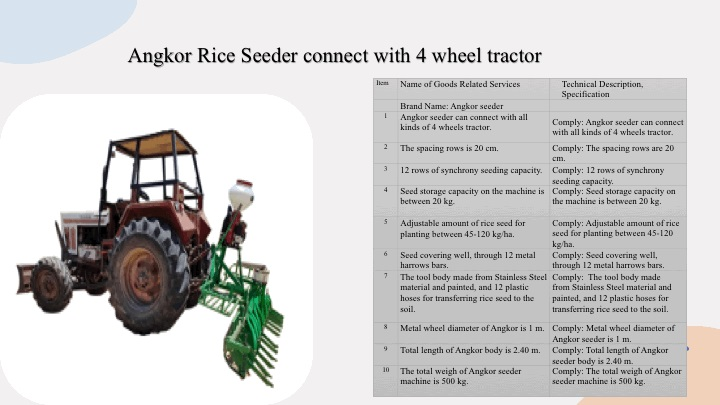 Angkor Rice Seeder connect with 4 wheel tractor
Item
Name of Goods Related Services
Technical Description,
Specification
Brand Name: Angkor seeder
1
Angkor seeder can connect with all
kinds of 4 wheels tractor.
Comply: Angkor seeder can connect
with all kinds of 4 wheels tractor.
2
The spacing rows is 20 cm.
Comply: The spacing rows are 20
cm.
3
12 rows of synchrony seeding capacity.
Comply: 12 rows of synchrony
seeding capacity.
4
Seed storage capacity on the machine is
between 20 kg.
Comply: Seed storage capacity on
the machine is between 20 kg.
5
Adjustable amount of rice seed for
planting between 45-120 kg/ha.
Comply: Adjustable amount of rice
seed for planting between 45-120
kg/ha.
6
Seed covering well, through 12 metal
harrows bars.
Comply: Seed covering well,
through 12 metal harrows bars.
7
The tool body made from Stainless Steel
material and painted, and 12 plastic
hoses for transferring rice seed to the
soil.
Comply: The tool body made
from Stainless Steel material and
painted, and 12 plastic hoses for
transferring rice seed to the soil.
8
Metal wheel diameter of Angkor is 1 m.
Comply: Metal wheel diameter of
Angkor seeder is 1 m.
9
Total length of Angkor body is 2.40 m.
Comply: Total length of Angkor
seeder body is 2.40 m.
10
The total weigh of Angkor seeder
machine is 500 kg.
Comply: The total weigh of Angkor
seeder machine is 500 kg.